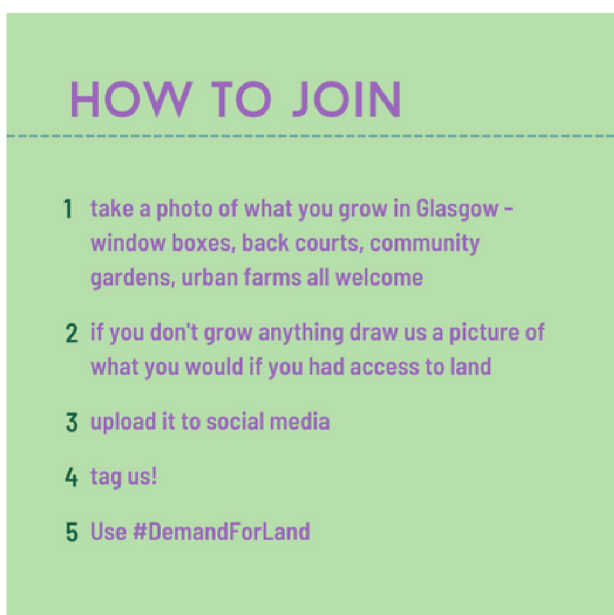 HOW TO JOIN
1 take a photo of what you grow in Glasgow -
window boxes, back courts, community
gardens, urban farms all welcome
2 if you don't grow anything draw us a picture of
what you would if you had access to land
3 upload it to social media
4 tag us!
5 Use #DemandForLand